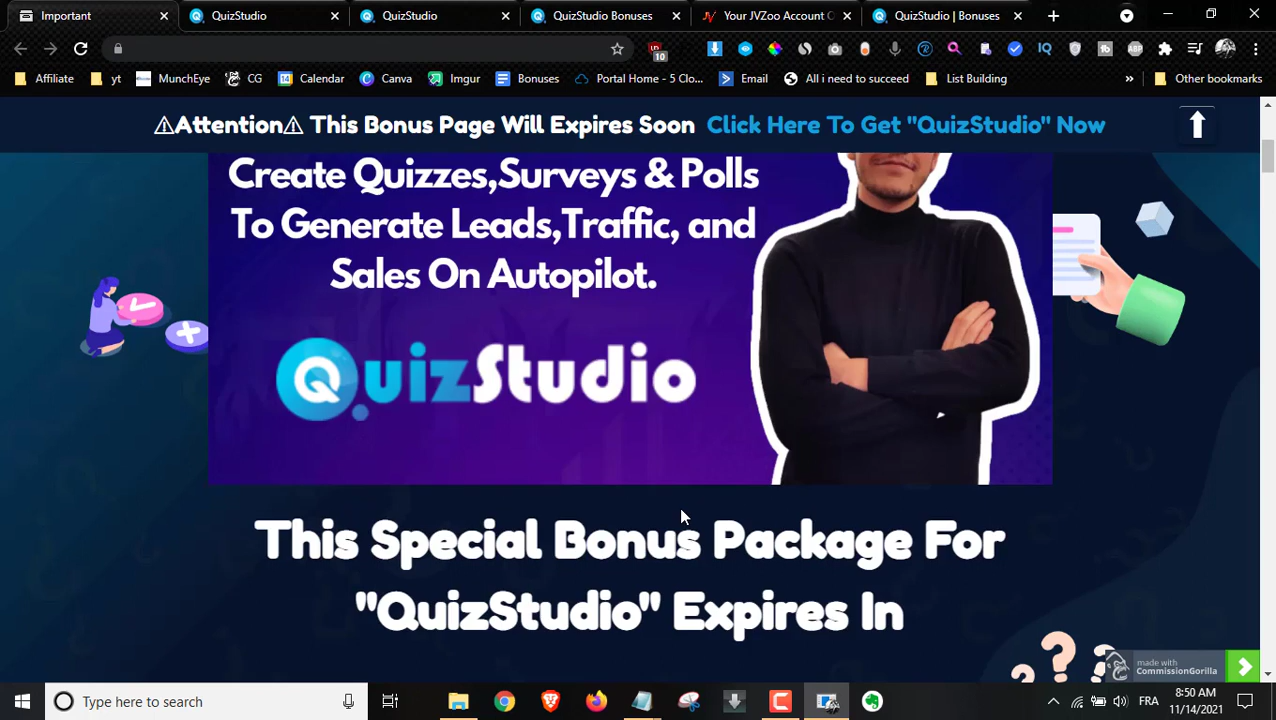 Important
QuizStudio
QuizStudio
QuizStudio Bonuses
Your JVZoo Account
QuizStudio | Bonuses
10
Affiliate
yt
MunchEye
CG
Calendar
Canva
Imgur
Bonuses
Portal Home - 5 Clo...
Email
All i need to succeed
List Building
»
Other bookmarks
⚠Attention⚠ This Bonus Page Will Expires Soon Click Here To Get "QuizStudio" Now
Create Quizzes,Surveys & Polls
To Generate Leads,Traffic, and
Sales On Autopilot.
QuizStudio
This Special Bonus Package For
"QuizStudio" Expires In
made with
CommissionGorilla
Type here to search
FRA
8:50 AM
11/14/2021